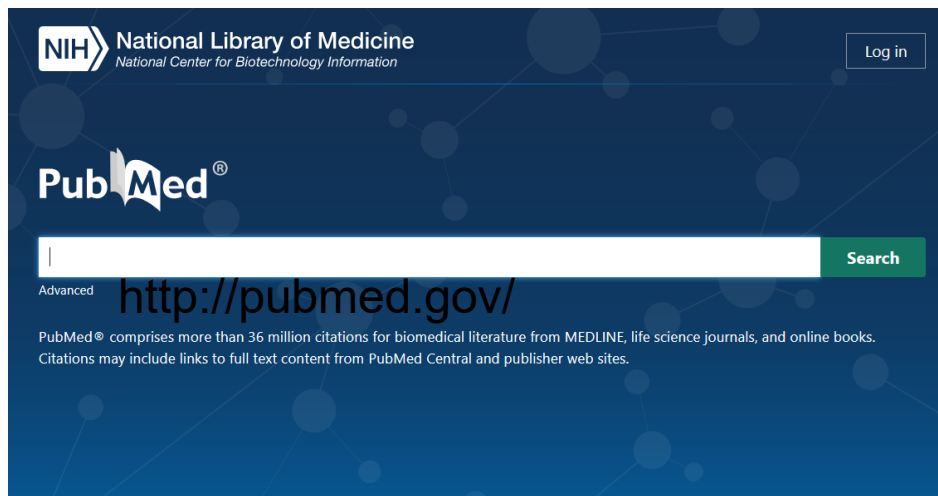 NIH National Library of Medicine
National Center for Biotechnology Information
Log in
PubMed®
Search
Advanced
http://pubmed.gov/
PubMed® comprises more than 36 million citations for biomedical literature from MEDLINE, life science journals, and online books.
Citations may include links to full text content from PubMed Central and publisher web sites.